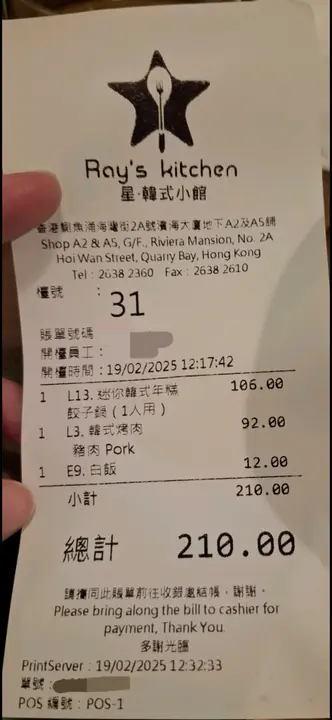 Ray's kitchen
星·韓式小館
香港鰂魚涌海灣街2A號濱海大廈地下A2及A5舖
Shop A2 & A5, G/F., Riviera Mansion, No. 2A
Hoi Wan Street, Quarry Bay, Hong Kong
Tel : 2638 2360 Fax : 2638 2610
檯號 : 31
賬單號碼
開檯員工 :
開檯時間 : 19/02/2025 12:17:42
1 L13. 迷你韓式年糕 106.00
餃子鍋 (1人用)
1 L3. 韓式烤肉 92.00
豬肉 Pork
1 E9. 白飯 12.00
小計 210.00
總計 210.00
請攜同此賬單前往收銀處結帳，謝謝。
Please bring along the bill to cashier for
payment, Thank You.
多謝光臨
PrintServer : 19/02/2025 12:32:33
單號 :
POS 編號 : POS-1